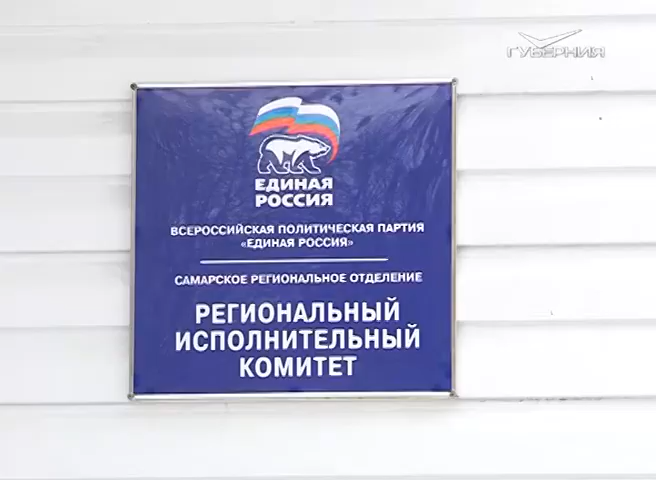 ГУБЕРНИЯ
ЕДИНАЯ
РОССИЯ
ВСЕРОССИЙСКАЯ ПОЛИТИЧЕСКАЯ ПАРТИЯ
«ЕДИНАЯ РОССИЯ»
САМАРСКОЕ РЕГИОНАЛЬНОЕ ОТДЕЛЕНИЕ
РЕГИОНАЛЬНЫЙ
ИСПОЛНИТЕЛЬНЫЙ
КОМИТЕТ